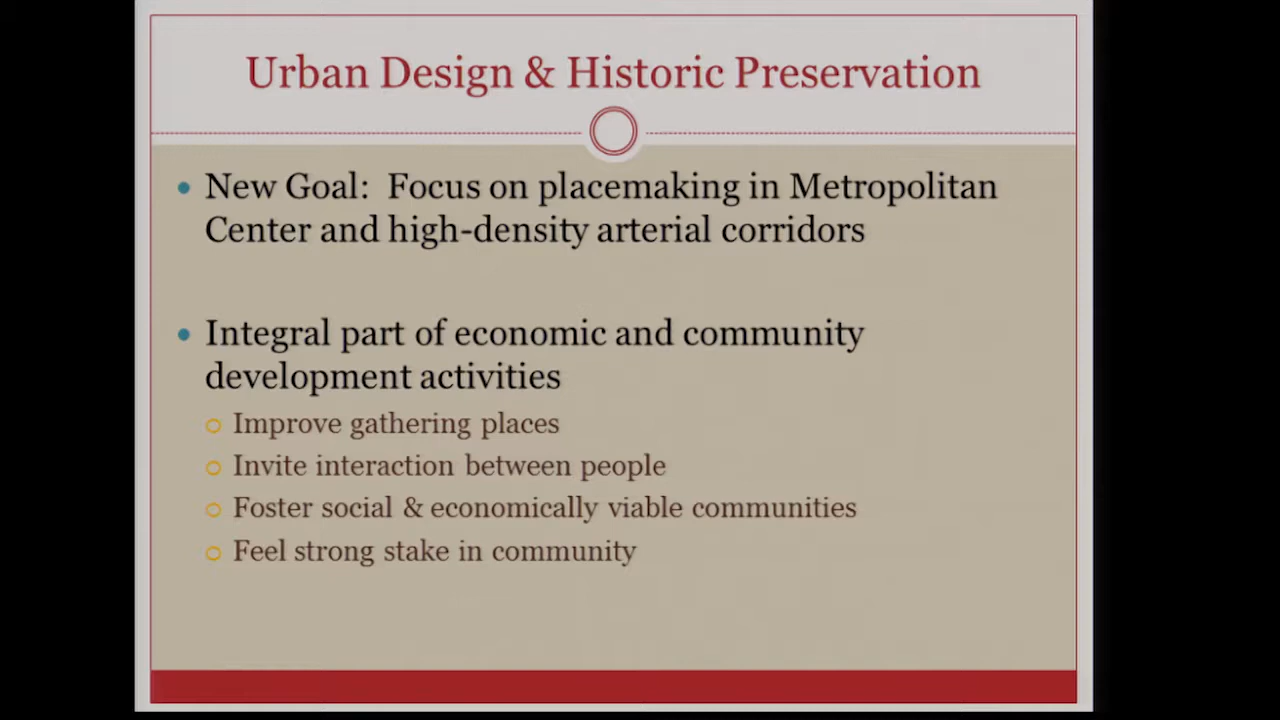 Urban Design & Historic Preservation
• New Goal: Focus on placemaking in Metropolitan
Center and high-density arterial corridors
• Integral part of economic and community
development activities
○ Improve gathering places
○ Invite interaction between people
○ Foster social & economically viable communities
○ Feel strong stake in community